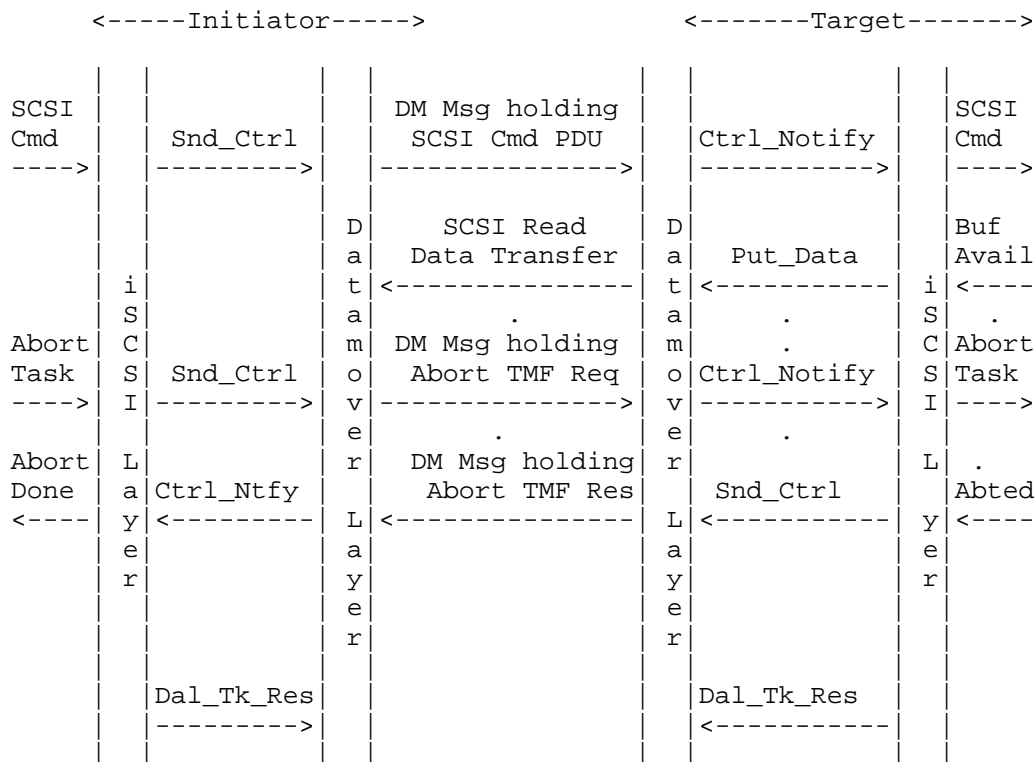 <-----Initiator----->                <-------Target------->

     |  |           |  |                 |  |            |  |
SCSI |  |           |  | DM Msg holding  |  |            |  |SCSI
Cmd  |  | Snd_Ctrl  |  |  SCSI Cmd PDU   |  |Ctrl_Notify |  |Cmd
---->|  |---------->|  |---------------->|  |----------->|  |---->
     |  |           |  |                 |  |            |  |
     |  |           | D|    SCSI Read    | D|            |  |Buf
     |  |           | a|  Data Transfer  | a|  Put_Data  |  |Avail
     | i|           | t|<----------------| t|<-----------| i|<----
     | S|           | a|        .        | a|     .      | S|  .
Abort| C|           | m| DM Msg holding  | m|     .      | C|Abort
Task | S| Snd_Ctrl  | o|  Abort TMF Req  | o|Ctrl_Notify | S|Task
---->| I|---------->| v|---------------->| v|----------->| I|---->
     |  |           | e|       .         | e|     .      |  |
Abort| L|           | r|  DM Msg holding| r|            | L| .
Done | a|Ctrl_Ntfy  |  |   Abort TMF Res|  | Snd_Ctrl   | a|Abted
<----| y|<----------| L|<----------------| L|<-----------| y|<----
     | e|           | a|                 | a|            | e|
     | r|           | y|                 | y|            | r|
     |  |           | e|                 | e|            |  |
     |  |           | r|                 | r|            |  |
     |  |           |  |                 |  |            |  |
     |  |Dal_Tk_Res|  |                 |  |Dal_Tk_Res  |  |
     |  |---------->|  |                 |  |<-----------|  |
     |  |           |  |                 |  |            |  |